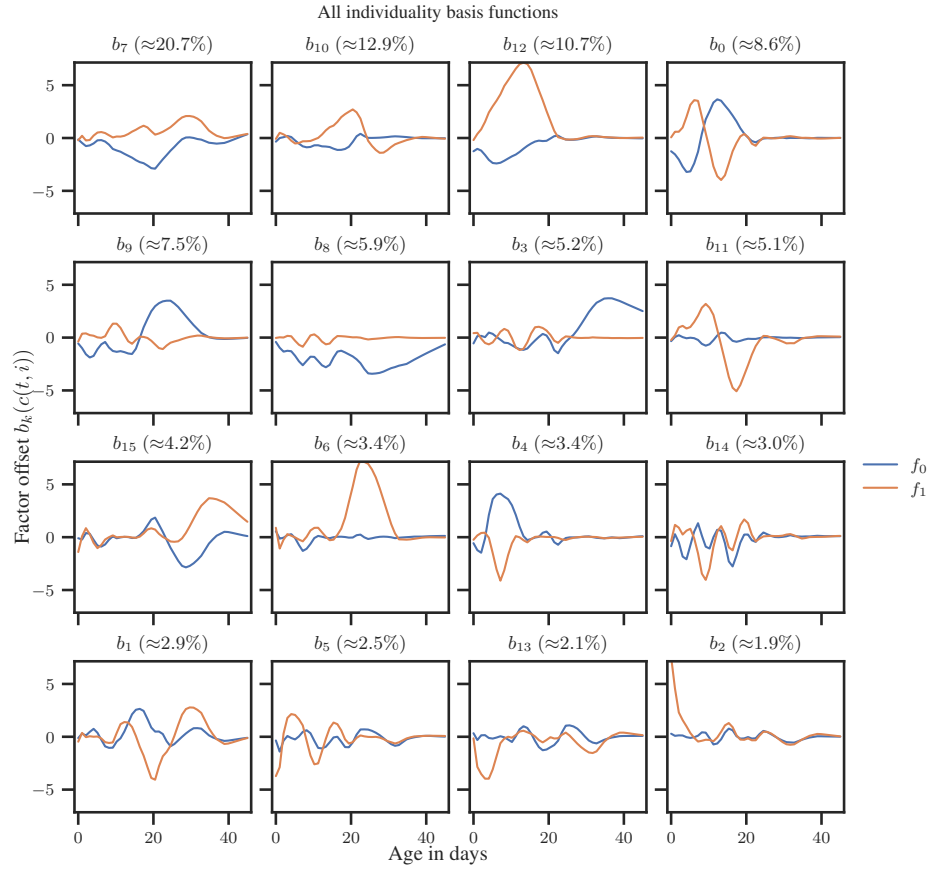 All individuality basis functions
b₇ (≈20.7%) b₁₀ (≈12.9%) b₁₂ (≈10.7%) b₀ (≈8.6%)
5
0
−5
b₉ (≈7.5%) b₈ (≈5.9%) b₃ (≈5.2%) b₁₁ (≈5.1%)
5
0
−5
Factor offset bₖ(c(t, i))
b₁₅ (≈4.2%) b₆ (≈3.4%) b₄ (≈3.4%) b₁₄ (≈3.0%)
5
0
−5
f₀
f₁
b₁ (≈2.9%) b₅ (≈2.5%) b₁₃ (≈2.1%) b₂ (≈1.9%)
5
0
−5
0 20 40 0 20 40 0 20 40 0 20 40
Age in days